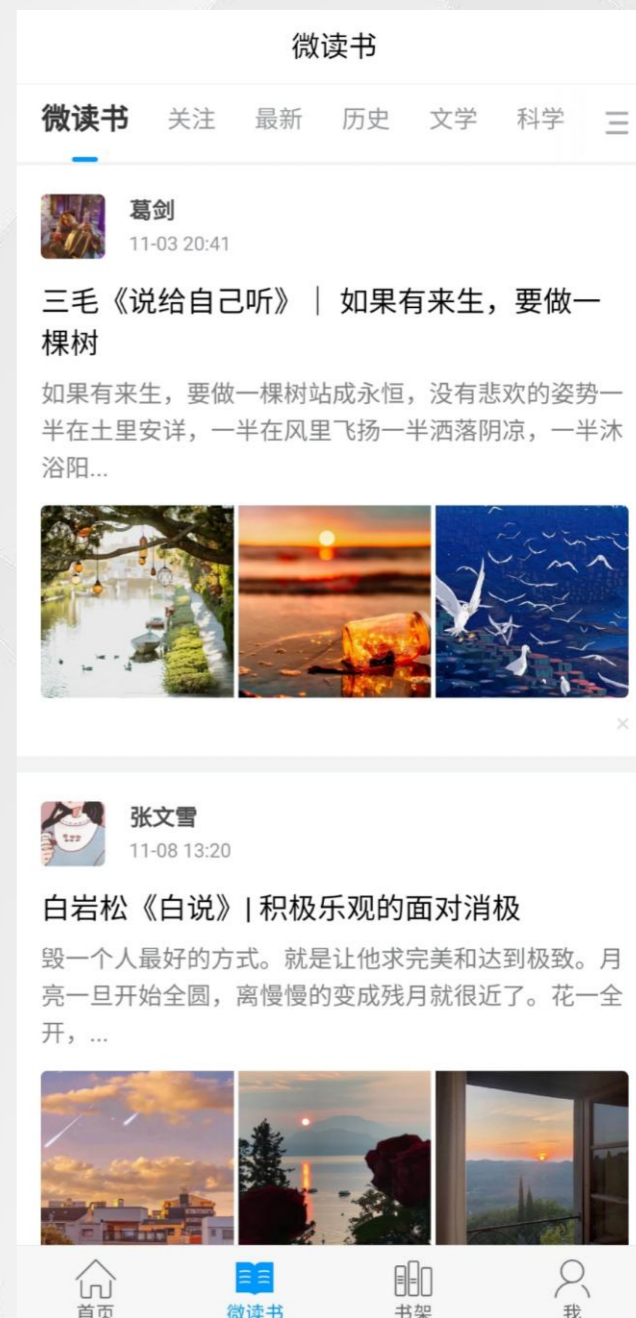 微读书
微读书 关注 最新 历史 文学 科学
葛剑
11-03 20:41
三毛《说给自己听》｜ 如果有来生，要做一
棵树
如果有来生，要做一棵树站成永恒，没有悲欢的姿势一
半在土里安详，一半在风里飞扬一半洒落阴凉，一半沐
浴阳...
张文雪
11-08 13:20
白岩松《白说》| 积极乐观的面对消极
毁一个人最好的方式。就是让他求完美和达到极致。月
亮一旦开始全圆，离慢慢的变成残月就很近了。花一全
开，...
首页 微读书 书架 我